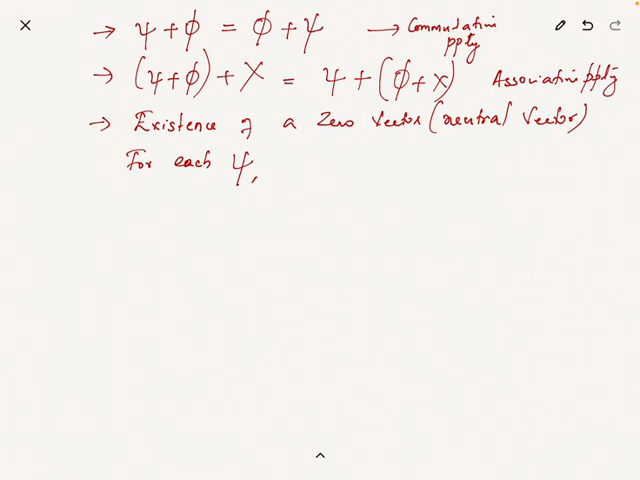 → ψ + ϕ = ϕ + ψ → Commutative ppty
→ (ψ + ϕ) + χ = ψ + (ϕ + χ) Associative ppty
→ Existence of a Zero Vector (neutral Vector)
For each ψ,